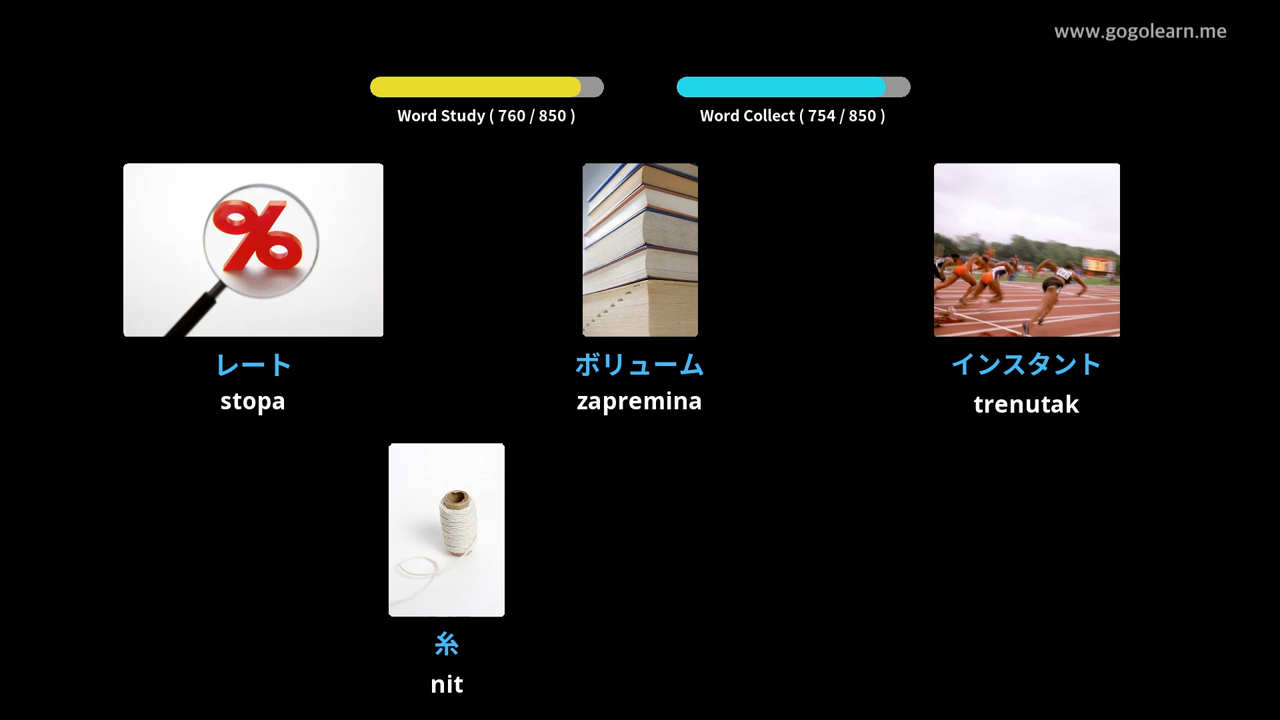 www.gogolearn.me
Word Study ( 760 / 850 )
Word Collect ( 754 / 850 )
レート
stopa
ボリューム
zapremina
インスタント
trenutak
糸
nit